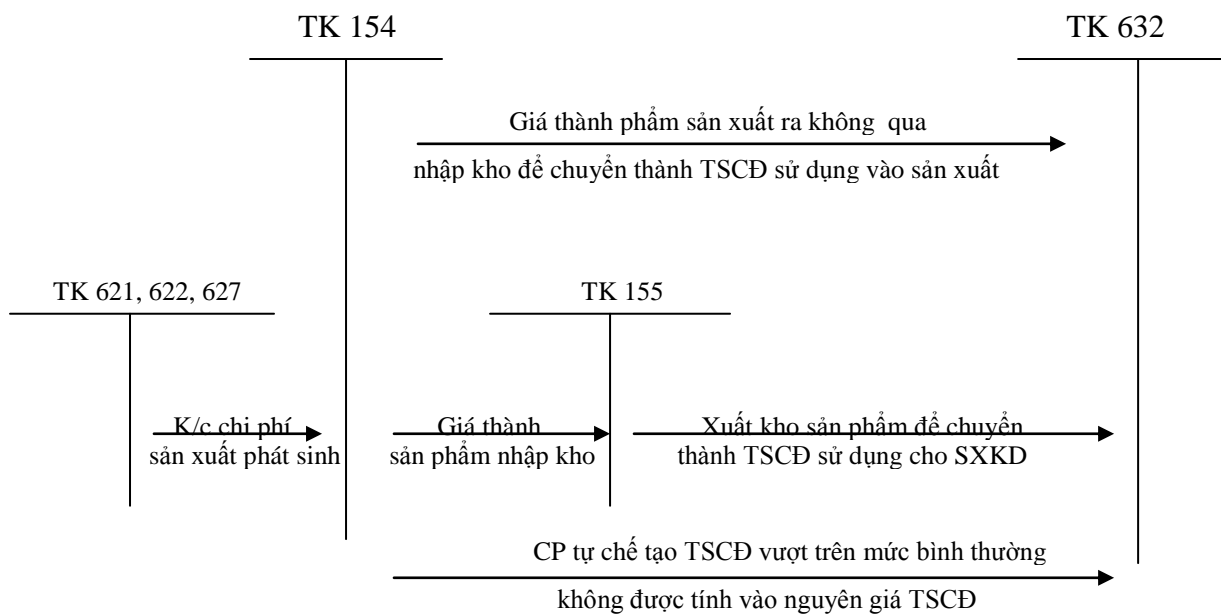 TK 154
TK 632
Giá thành phẩm sản xuất ra không qua
nhập kho để chuyển thành TSCĐ sử dụng vào sản xuất
TK 621, 622, 627
TK 155
K/c chi phí
sản xuất phát sinh
Giá thành
sản phẩm nhập kho
Xuất kho sản phẩm để chuyển
thành TSCĐ sử dụng cho SXKD
CP tự chế tạo TSCĐ vượt trên mức bình thường
không được tính vào nguyên giá TSCĐ